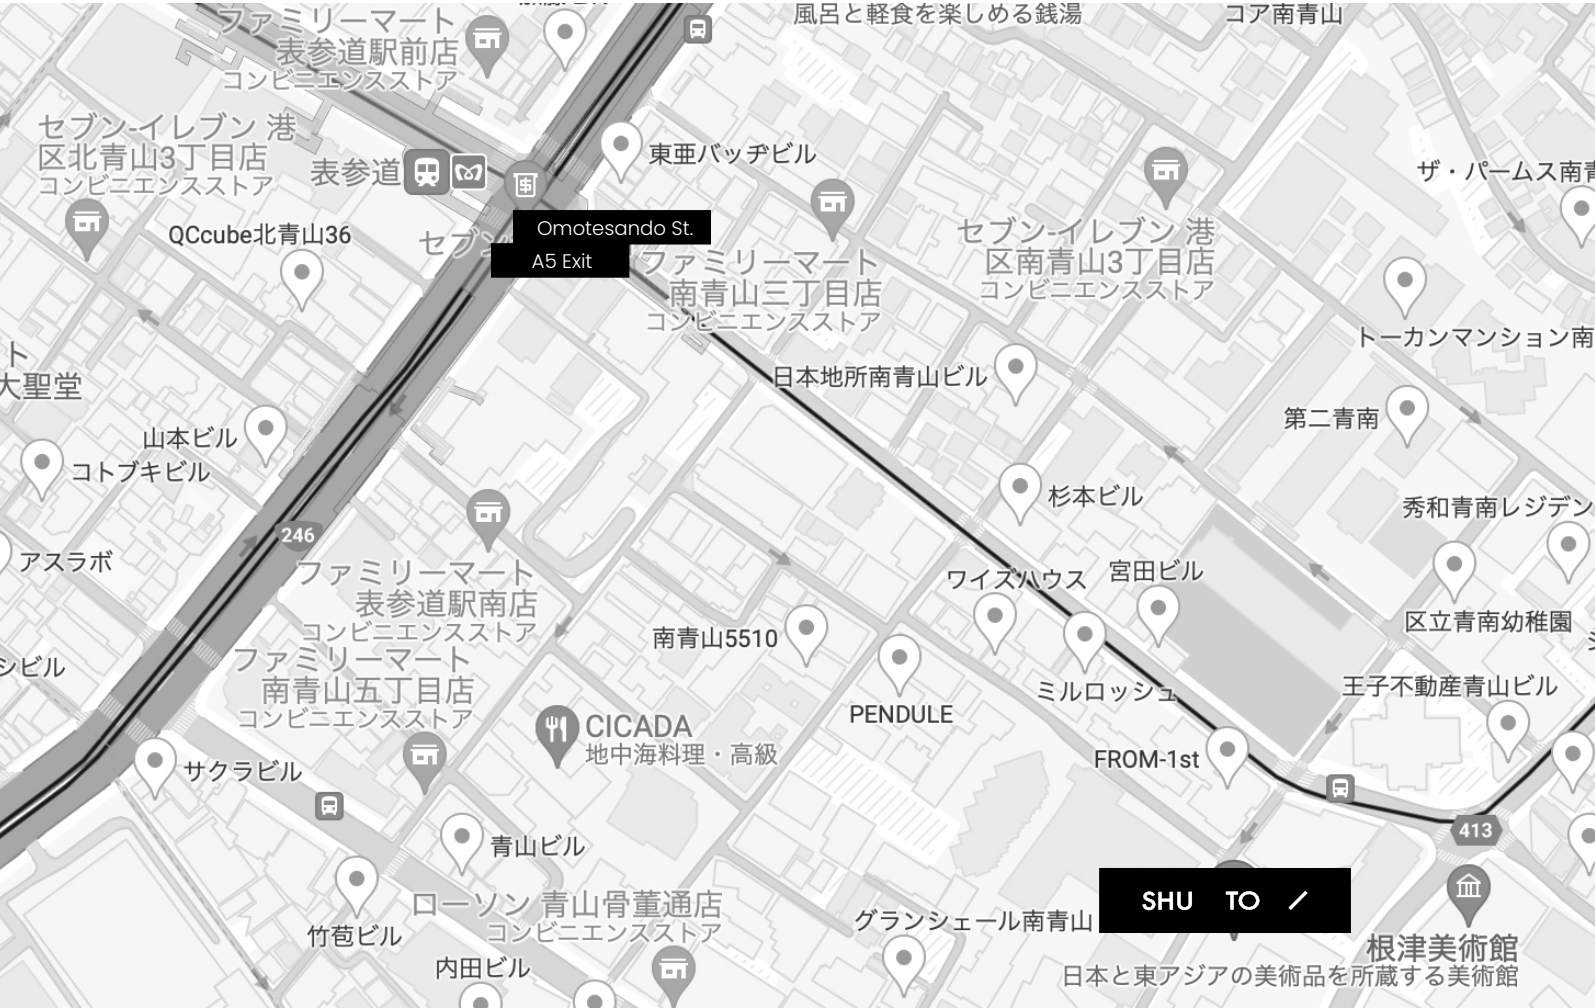 風呂と軽食を楽しめる銭湯
コア南青山
ファミリーマート
表参道駅前店
コンビニエンスストア
セブン-イレブン 港
区北青山3丁目店
コンビニエンスストア
表参道
東亜バッヂビル
ザ・パームス南青
QCcube北青山36
セブン
Omotesando St.
A5 Exit
ファミリーマート
南青山三丁目店
コンビニエンスストア
セブン-イレブン 港
区南青山3丁目店
コンビニエンスストア
トーカンマンション南
ト
大聖堂
日本地所南青山ビル
第二青南
山本ビル
コトブキビル
杉本ビル
秀和青南レジデン
246
アスラボ
ファミリーマート
表参道駅南店
コンビニエンスストア
ワイズハウス
宮田ビル
区立青南幼稚園
南青山5510
シビル
ファミリーマート
南青山五丁目店
コンビニエンスストア
PENDULE
ミルロッシュ
王子不動産青山ビル
CICADA
地中海料理・高級
FROM-1st
サクラビル
413
青山ビル
ローソン 青山骨董通店
コンビニエンスストア
グランシェール南青山
SHU TO /
竹苞ビル
内田ビル
根津美術館
日本と東アジアの美術品を所蔵する美術館